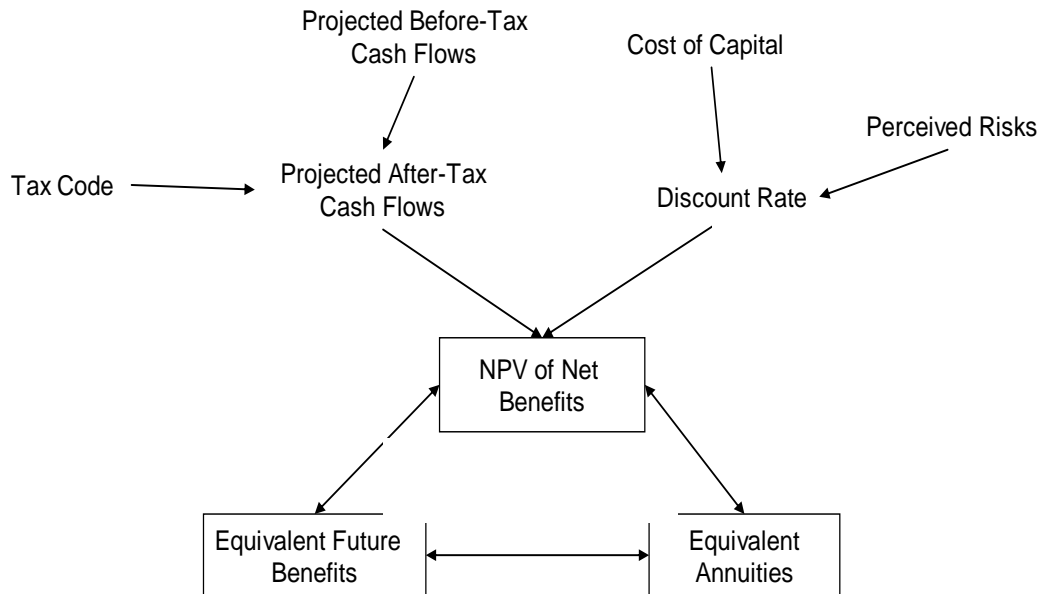 Projected Before-Tax
Cash Flows
Cost of Capital
Perceived Risks
Tax Code
Projected After-Tax
Cash Flows
Discount Rate
NPV of Net
Benefits
Equivalent Future
Benefits
Equivalent
Annuities